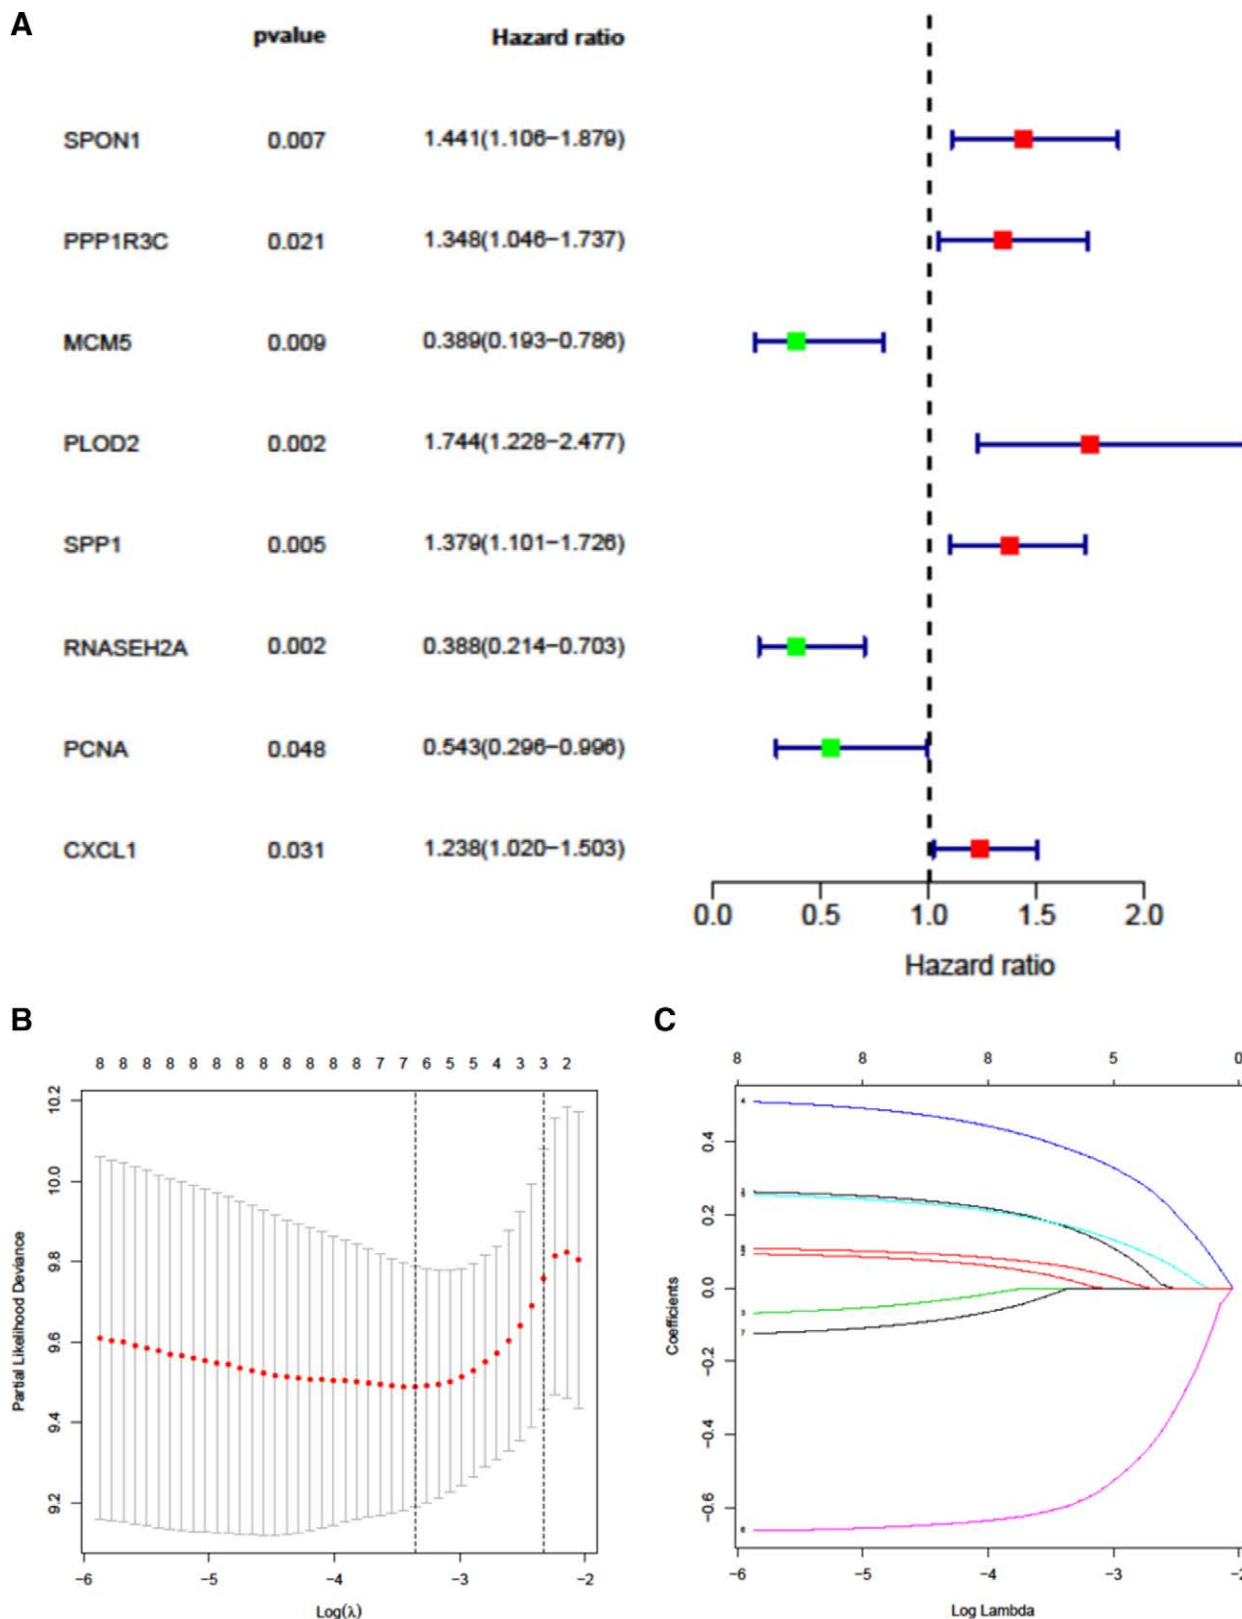 A
pvalue Hazard ratio
SPON1 0.007 1.441(1.106−1.879)
PPP1R3C 0.021 1.348(1.046−1.737)
MCM5 0.009 0.389(0.193−0.786)
PLOD2 0.002 1.744(1.228−2.477)
SPP1 0.005 1.379(1.101−1.726)
RNASEH2A 0.002 0.388(0.214−0.703)
PCNA 0.048 0.543(0.296−0.996)
CXCL1 0.031 1.238(1.020−1.503)
0.0 0.5 1.0 1.5 2.0
Hazard ratio
B
8 8 8 8 8 8 8 8 8 8 8 8 7 7 6 5 5 4 3 3 2 1
10.2
10.0
9.8
9.6
9.4
9.2
Partial Likelihood Deviance
−6 −5 −4 −3 −2
Log(λ)
C
8 8 8 5 0
0.4
0.2
0.0
−0.2
−0.4
−0.6
Coefficients
4
3
7
6
−6 −5 −4 −3 −2
Log Lambda